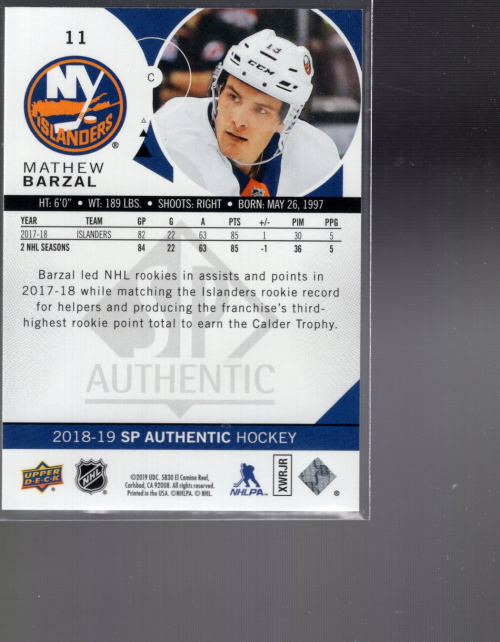 11
13
CCM
C
NY
ISLANDERS
®
MATHEW
BARZAL
HT: 6'0" • WT: 189 LBS. • SHOOTS: RIGHT • BORN: MAY 26, 1997
YEAR TEAM GP G A PTS +/- PIM PPG
2017-18 ISLANDERS 82 22 63 85 1 30 5
2 NHL SEASONS 84 22 63 85 -1 36 5
Barzal led NHL rookies in assists and points in
2017-18 while matching the Islanders rookie record
for helpers and producing the franchise's third-
highest rookie point total to earn the Calder Trophy.
SP
AUTHENTIC
2018-19 SP AUTHENTIC HOCKEY
UPPER
DECK
NHL
©2019 UDC. 5830 El Camino Real,
Carlsbad, CA 92008. All rights reserved.
Printed in the USA. ©NHLPA. © NHL.
NHLPA
XWRJR
®